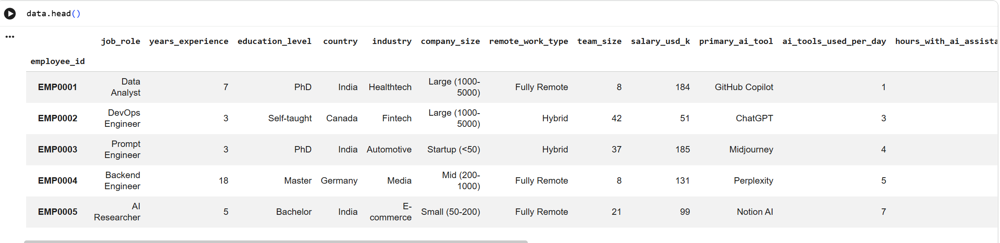 data.head()
job_role years_experience education_level country industry company_size remote_work_type team_size salary_usd_k primary_ai_tool ai_tools_used_per_day hours_with_ai_assista
employee_id
EMP0001 Data Analyst 7 PhD India Healthtech Large (1000-5000) Fully Remote 8 184 GitHub Copilot 1
EMP0002 DevOps Engineer 3 Self-taught Canada Fintech Large (1000-5000) Hybrid 42 51 ChatGPT 3
EMP0003 Prompt Engineer 3 PhD India Automotive Startup (<50) Hybrid 37 185 Midjourney 4
EMP0004 Backend Engineer 18 Master Germany Media Mid (200-1000) Fully Remote 8 131 Perplexity 5
EMP0005 AI Researcher 5 Bachelor India E-commerce Small (50-200) Fully Remote 21 99 Notion AI 7